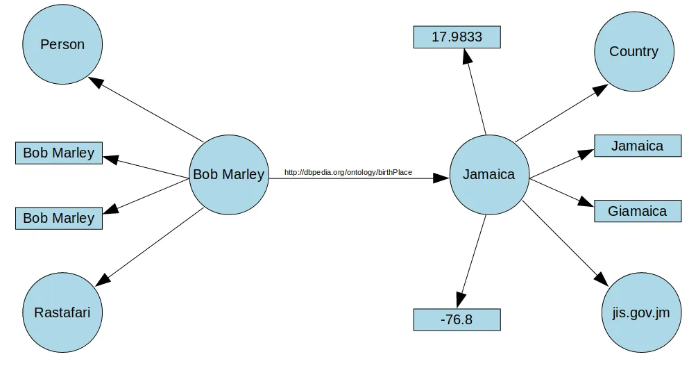 Person
17.9833
Country
Bob Marley
Jamaica
Bob Marley
http://dbpedia.org/ontology/birthPlace
Jamaica
Bob Marley
Giamaica
Rastafari
-76.8
jis.gov.jm